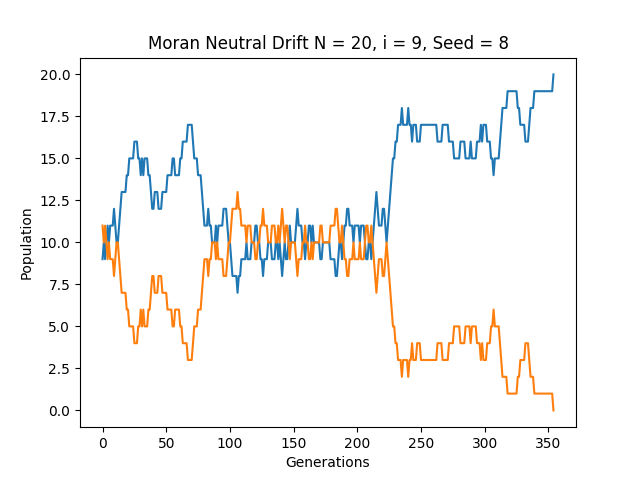 Moran Neutral Drift N = 20, i = 9, Seed = 8
20.0
17.5
15.0
12.5
10.0
7.5
5.0
2.5
0.0
Population
0 50 100 150 200 250 300 350
Generations